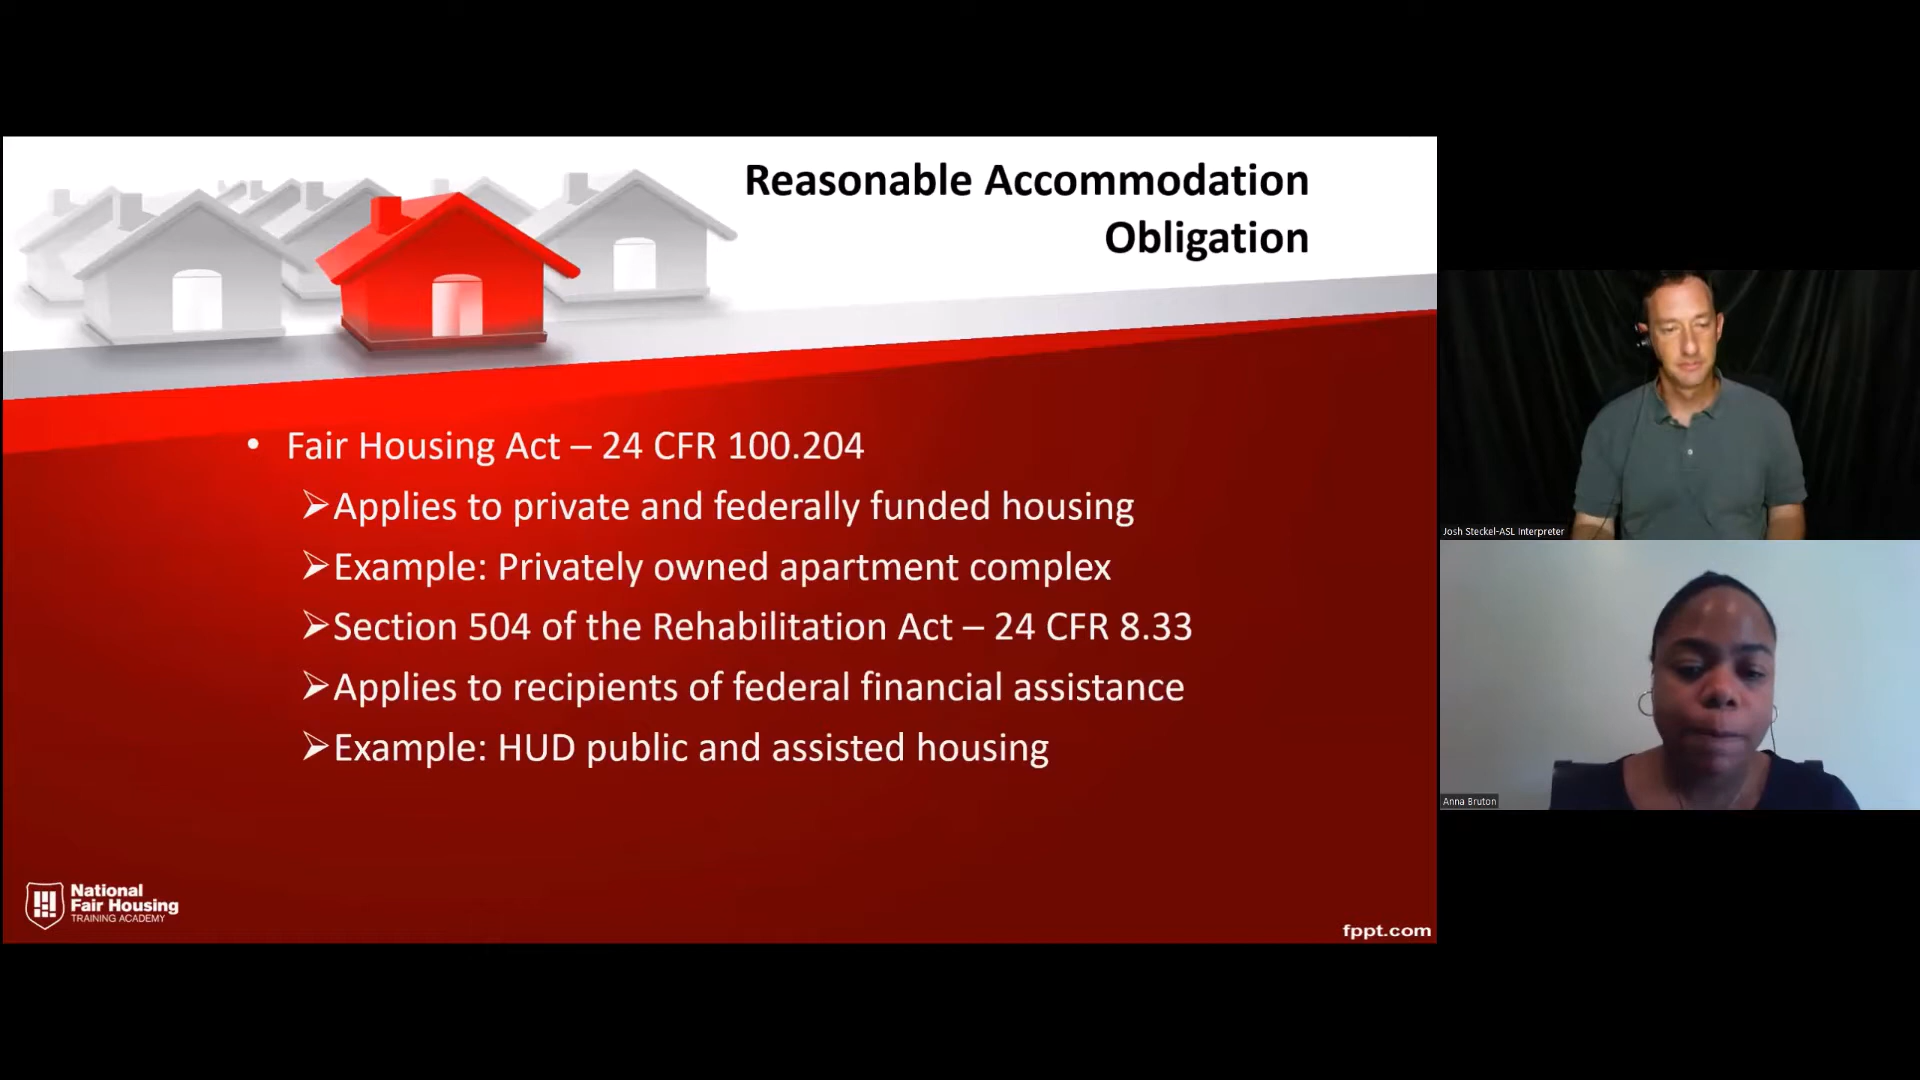 Reasonable Accommodation
Obligation
• Fair Housing Act – 24 CFR 100.204
➢Applies to private and federally funded housing
➢Example: Privately owned apartment complex
➢Section 504 of the Rehabilitation Act – 24 CFR 8.33
➢Applies to recipients of federal financial assistance
➢Example: HUD public and assisted housing
National
Fair Housing
TRAINING ACADEMY
fppt.com
Josh Steckel-ASL Interpreter
Anna Bruton